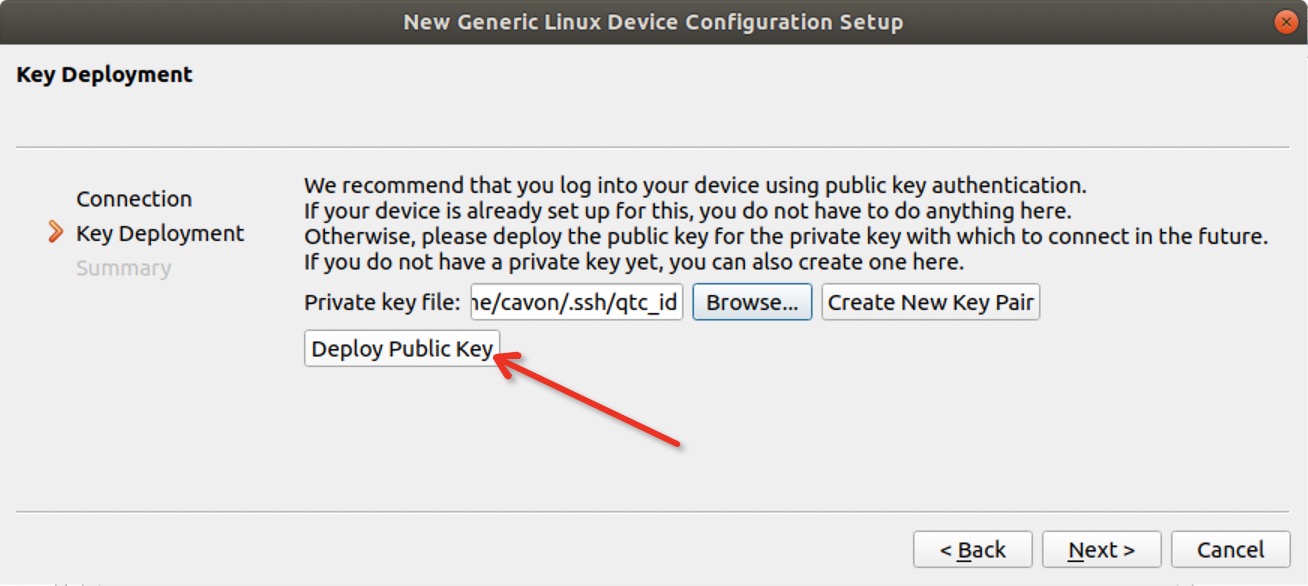 New Generic Linux Device Configuration Setup
Key Deployment
Connection
Key Deployment
Summary
We recommend that you log into your device using public key authentication.
If your device is already set up for this, you do not have to do anything here.
Otherwise, please deploy the public key for the private key with which to connect in the future.
If you do not have a private key yet, you can also create one here.
Private key file: ne/cavon/.ssh/qtc_id Browse... Create New Key Pair
Deploy Public Key
< Back Next > Cancel